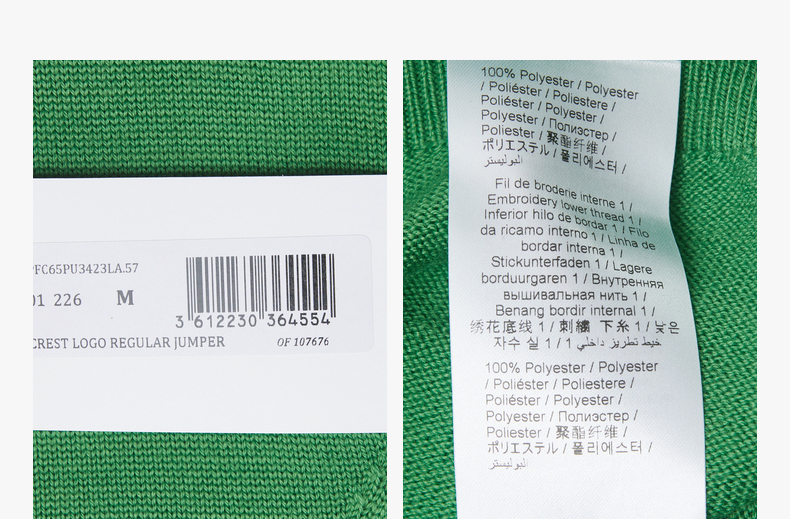 PFC65PU3423LA.57
01 226 M
3 612230 364554
CREST LOGO REGULAR JUMPER OF 107676
100% Polyester / Polyester
/ Poliéster / Poliestere /
Poliéster / Polyester /
Polyester / Полиэстер /
Poliester / 聚酯纤维 /
ポリエステル / 폴리에스터 /
البوليستر
Fil de broderie interne 1 /
Embroidery lower thread 1 /
Inferior hilo de bordar 1 / Filo
da ricamo interno 1 / Linha de
bordar interna 1 /
Stickunterfaden 1 / Lagere
borduurgaren 1 / Внутренняя
вышивальная нить 1 /
Benang bordir internal 1 /
绣花底线 1 / 刺繍 下糸 1 / 낮은
자수 실 1 / خيط تطريز داخلي 1
100% Polyester / Polyester
/ Poliéster / Poliestere /
Poliéster / Polyester /
Polyester / Полиэстер /
Poliester / 聚酯纤维 /
ポリエステル / 폴리에스터 /
البوليستر